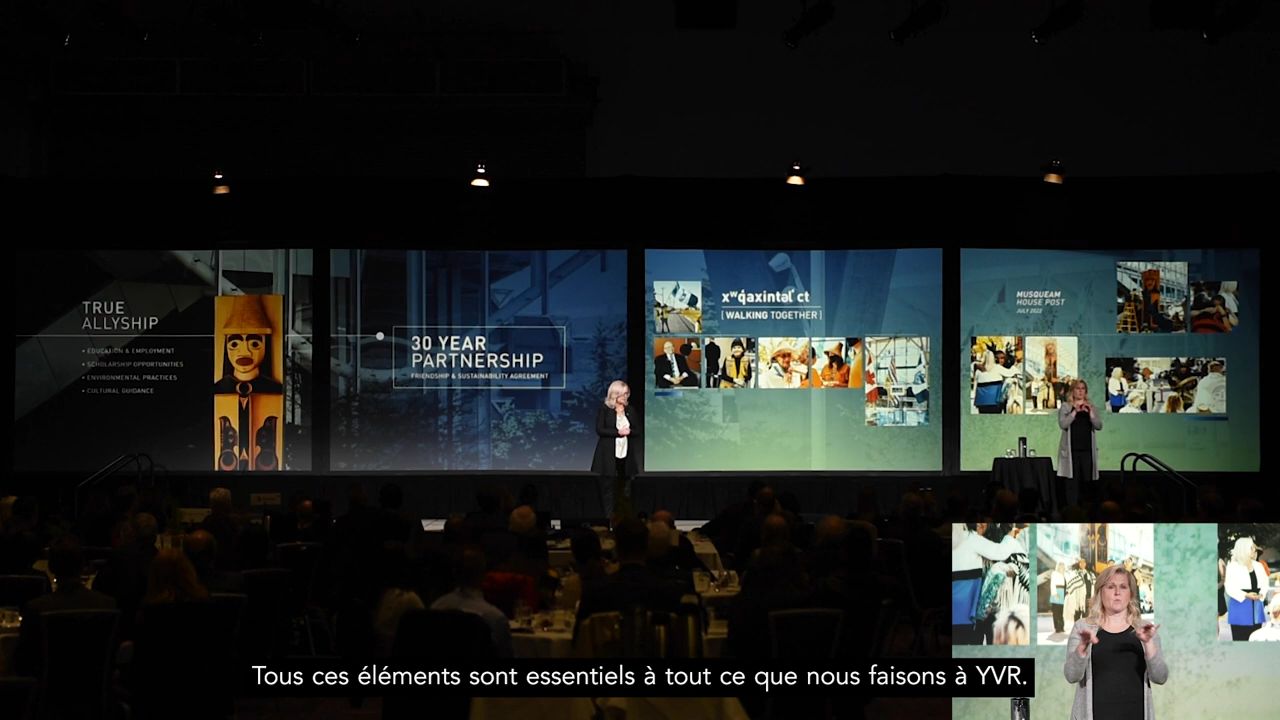 TRUE
ALLYSHIP
• EDUCATION & EMPLOYMENT
• SCHOLARSHIP OPPORTUNITIES
• ENVIRONMENTAL PRACTICES
• CULTURAL GUIDANCE
30 YEAR
PARTNERSHIP
FRIENDSHIP & SUSTAINABILITY AGREEMENT
xʷq̓axintəl̕ ct
[ WALKING TOGETHER ]
MUSQUEAM
HOUSE POST
JULY 2022
Tous ces éléments sont essentiels à tout ce que nous faisons à YVR.